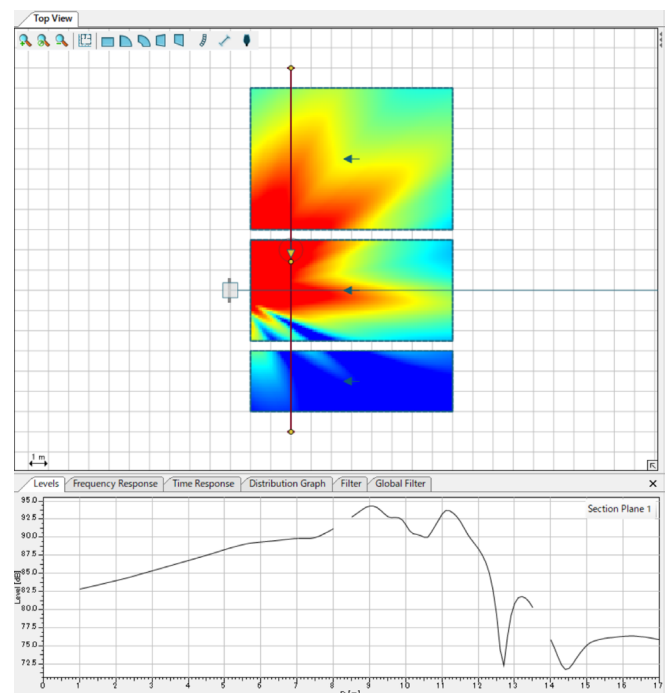 Top View
1 m
Levels Frequency Response Time Response Distribution Graph Filter Global Filter
Section Plane 1
Level [dB]
95.0
92.5
90.0
87.5
85.0
82.5
80.0
77.5
75.0
72.5
0 1 2 3 4 5 6 7 8 9 10 11 12 13 14 15 16 17